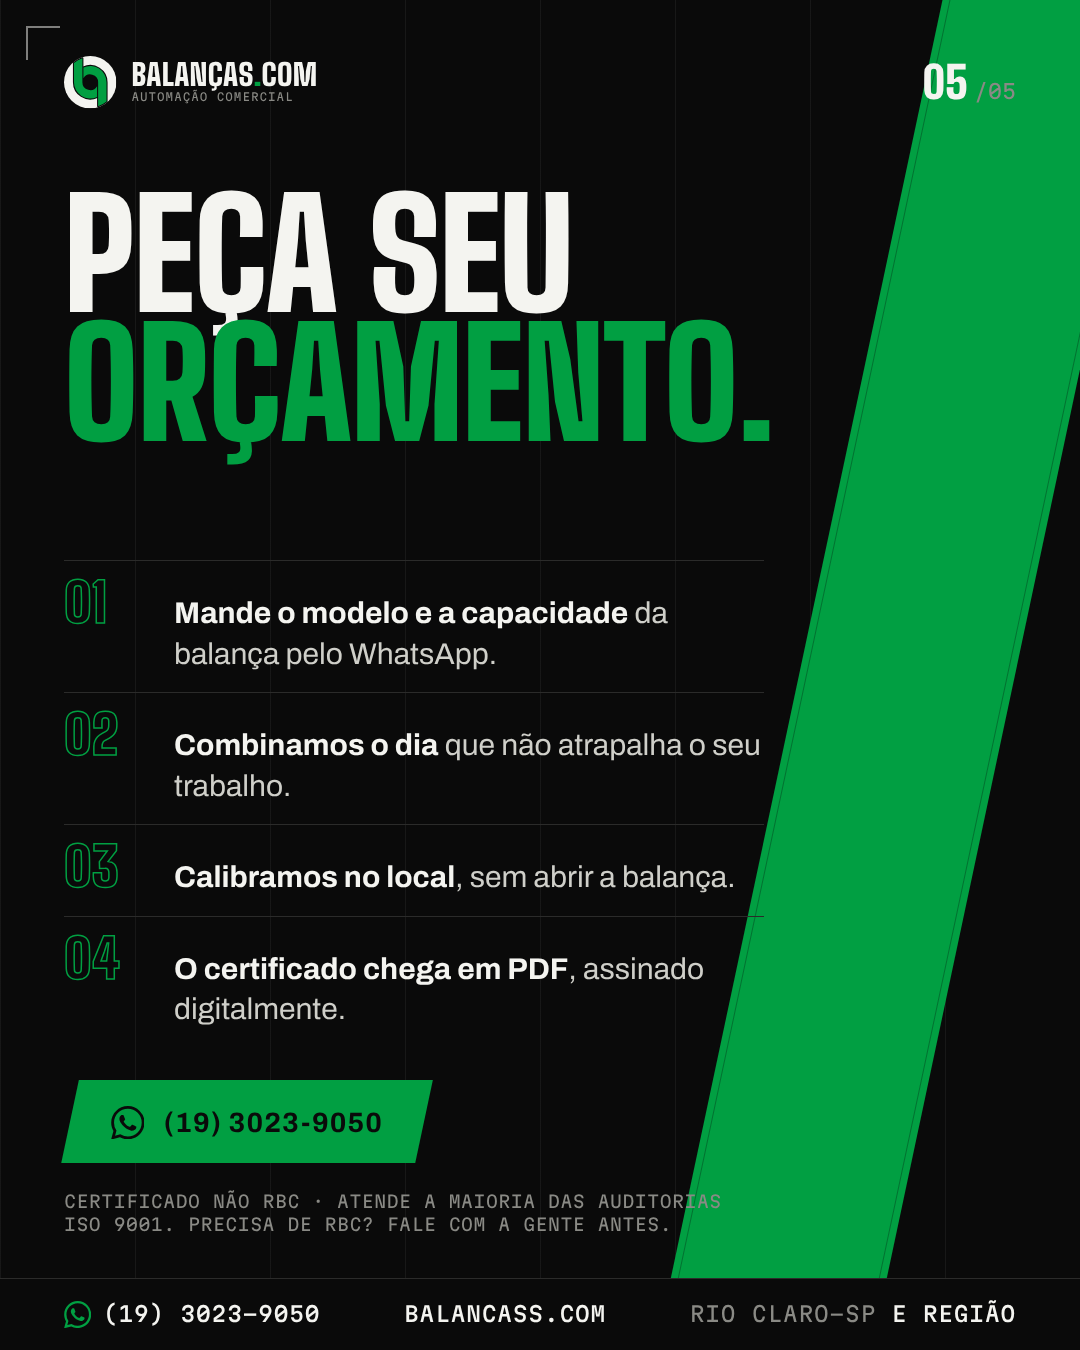 BALANÇAS.COM
AUTOMAÇÃO COMERCIAL
05 /05
PEÇA SEU
ORÇAMENTO.
01
Mande o modelo e a capacidade da
balança pelo WhatsApp.
02
Combinamos o dia que não atrapalha o seu
trabalho.
03
Calibramos no local, sem abrir a balança.
04
O certificado chega em PDF, assinado
digitalmente.
(19) 3023-9050
CERTIFICADO NÃO RBC · ATENDE A MAIORIA DAS AUDITORIAS
ISO 9001. PRECISA DE RBC? FALE COM A GENTE ANTES.
(19) 3023-9050
BALANCASS.COM
RIO CLARO-SP E REGIÃO